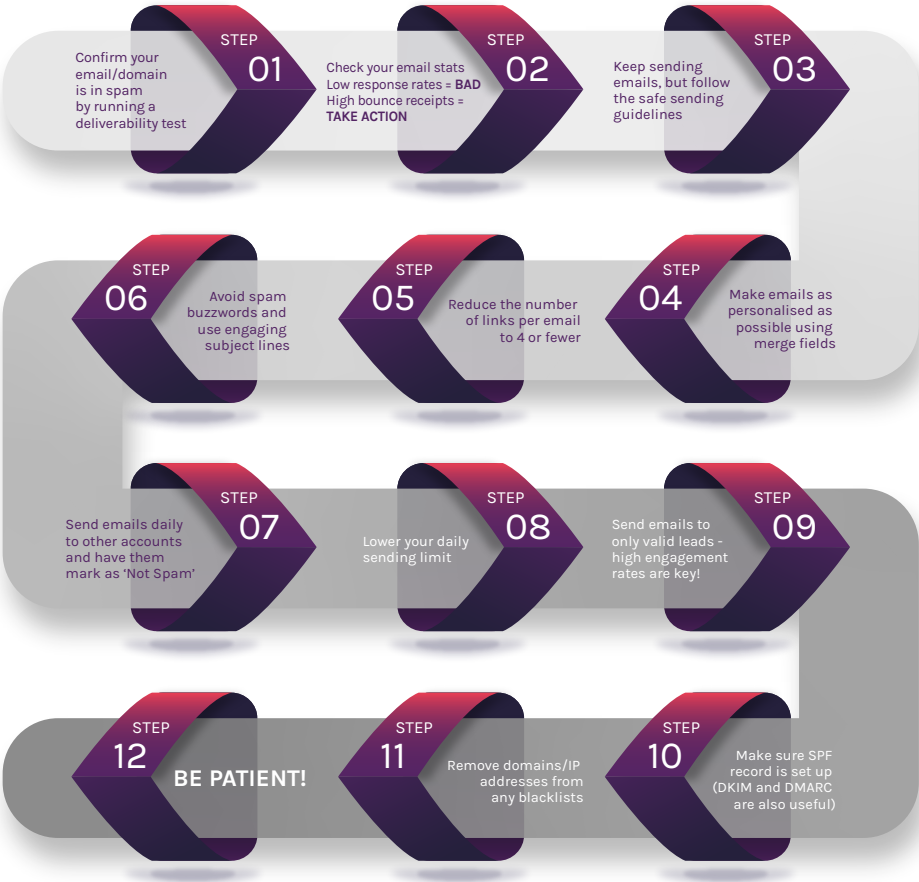 STEP
01
Confirm your
email/domain
is in spam
by running a
deliverability test
STEP
02
Check your email stats
Low response rates = BAD
High bounce receipts =
TAKE ACTION
STEP
03
Keep sending
emails, but follow
the safe sending
guidelines
STEP
04
Make emails as
personalised as
possible using
merge fields
STEP
05
Reduce the number
of links per email
to 4 or fewer
STEP
06
Avoid spam
buzzwords and
use engaging
subject lines
STEP
07
Send emails daily
to other accounts
and have them
mark as ‘Not Spam’
STEP
08
Lower your daily
sending limit
STEP
09
Send emails to
only valid leads -
high engagement
rates are key!
STEP
10
Make sure SPF
record is set up
(DKIM and DMARC
are also useful)
STEP
11
Remove domains/IP
addresses from
any blacklists
STEP
12
BE PATIENT!